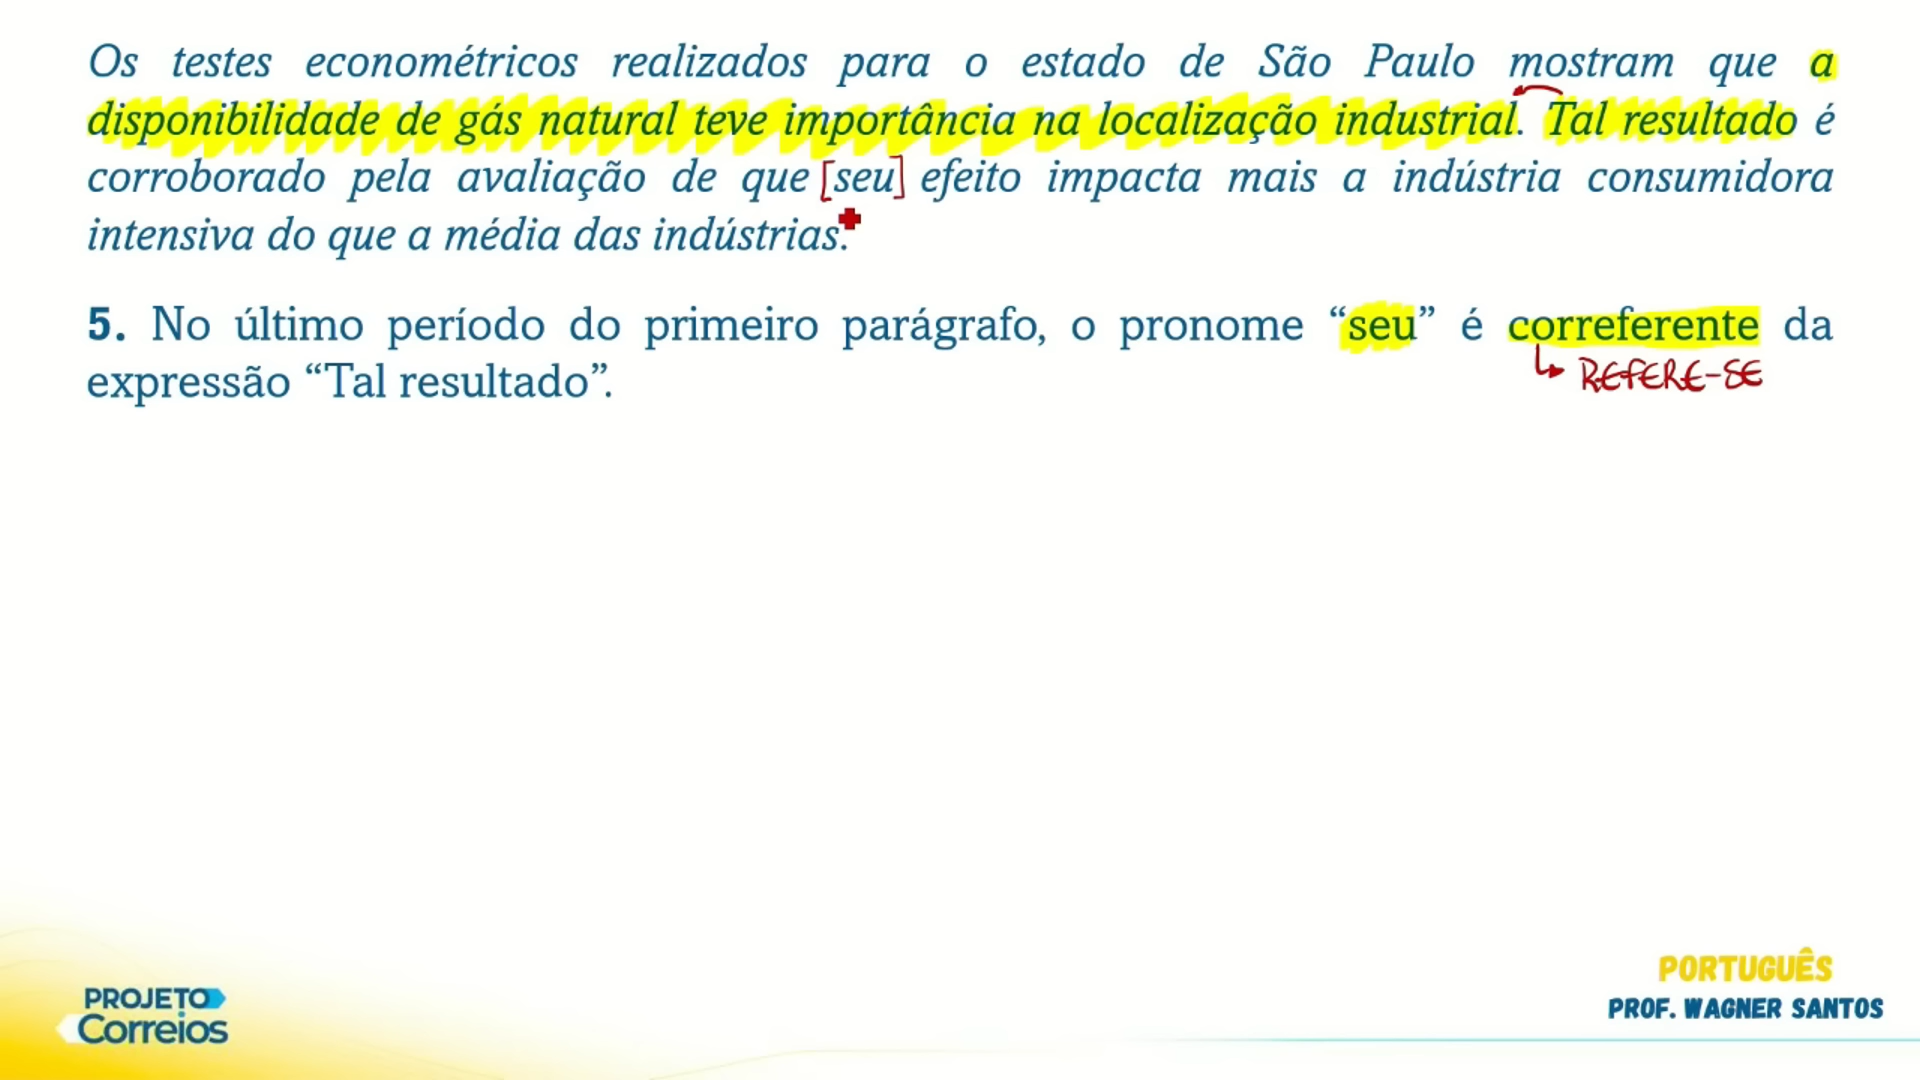 Os testes econométricos realizados para o estado de São Paulo mostram que a
disponibilidade de gás natural teve importância na localização industrial. Tal resultado é
corroborado pela avaliação de que [seu] efeito impacta mais a indústria consumidora
intensiva do que a média das indústrias.
5. No último período do primeiro parágrafo, o pronome “seu” é correferente da
REFERE-SE
expressão “Tal resultado”.
PROJETO
Correios
PORTUGUÊS
PROF. WAGNER SANTOS